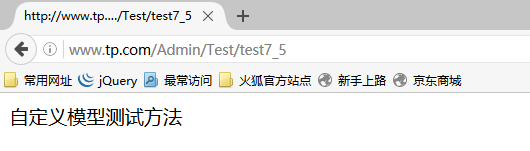 http://www.tp..../Test/test7_5
www.tp.com/Admin/Test/test7_5
常用网址 jQuery 最常访问 火狐官方站点 新手上路 京东商城
自定义模型测试方法